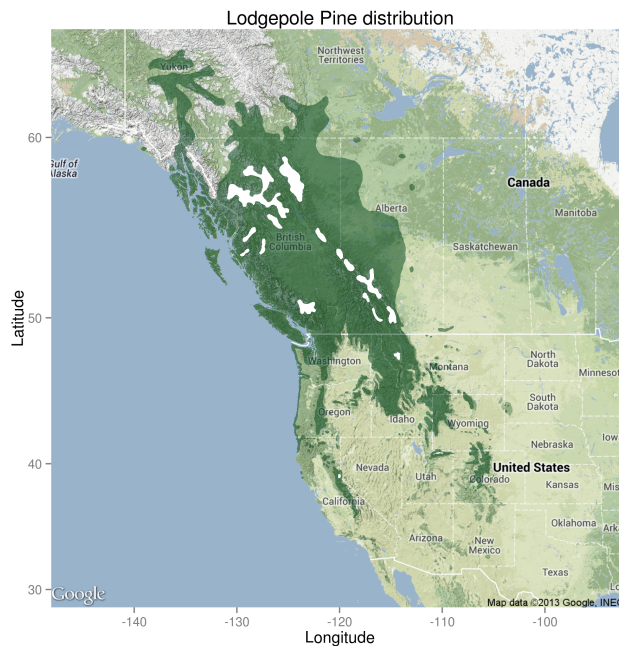 Lodgepole Pine distribution
Northwest
Territories
Yukon
60
Gulf of
Alaska
Canada
Alberta
Manitoba
British
Columbia
Saskatchewan
50
Latitude
Washington
Montana
North
Dakota
Minnesot
Oregon
Idaho
South
Dakota
Wyoming
Nebraska
Iow
40
Nevada
Utah
United States
Colorado
Kansas
Mis
California
Oklahoma
Ark
Arizona
New
Mexico
Texas
Lo
30
Google
Map data ©2013 Google, INEG
-140
-130
-120
-110
-100
Longitude